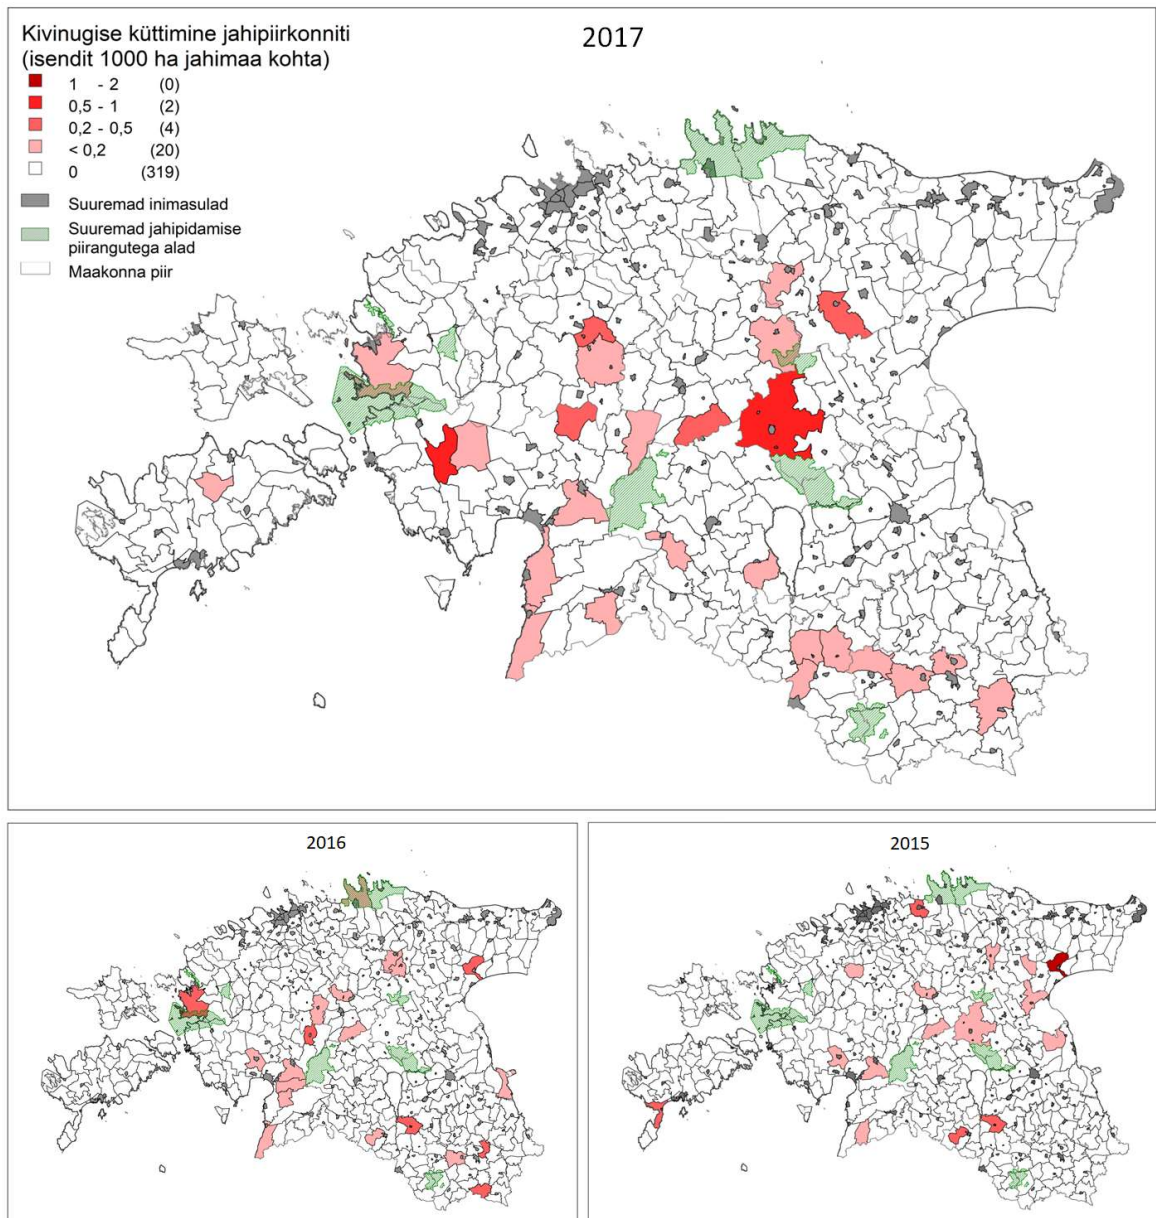 Kivinugise küttimine jahipiirkonniti
(isendit 1000 ha jahimaa kohta)
1 - 2 (0)
0,5 - 1 (2)
0,2 - 0,5 (4)
< 0,2 (20)
0 (319)
Suuremad inimasulad
Suuremad jahipidamise
piirangutega alad
Maakonna piir
2017
2016
2015